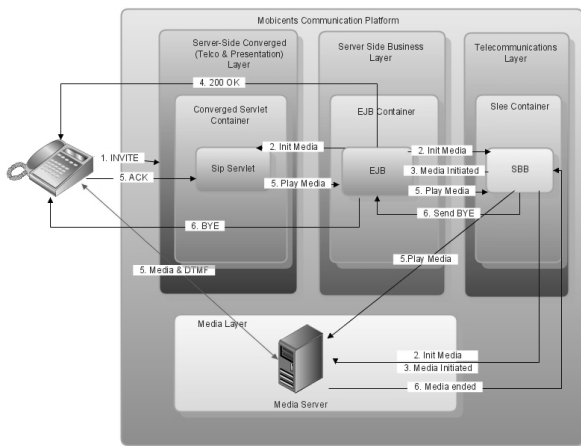 Mobicents Communication Platform
Server-Side Converged
(Telco & Presentation)
Layer
Server Side Business
Layer
Telecommunications
Layer
4. 200 OK
Converged Servlet
Container
EJB Container
Slee Container
2. Init Media
2. Init Media
1. INVITE
Sip Servlet
EJB
3. Media Initiated
SBB
5. ACK
5. Play Media
5. Play Media
6. Send BYE
6. BYE
5.Play Media
5. Media & DTMF
Media Layer
2. Init Media
3. Media Initiated
6. Media ended
Media Server